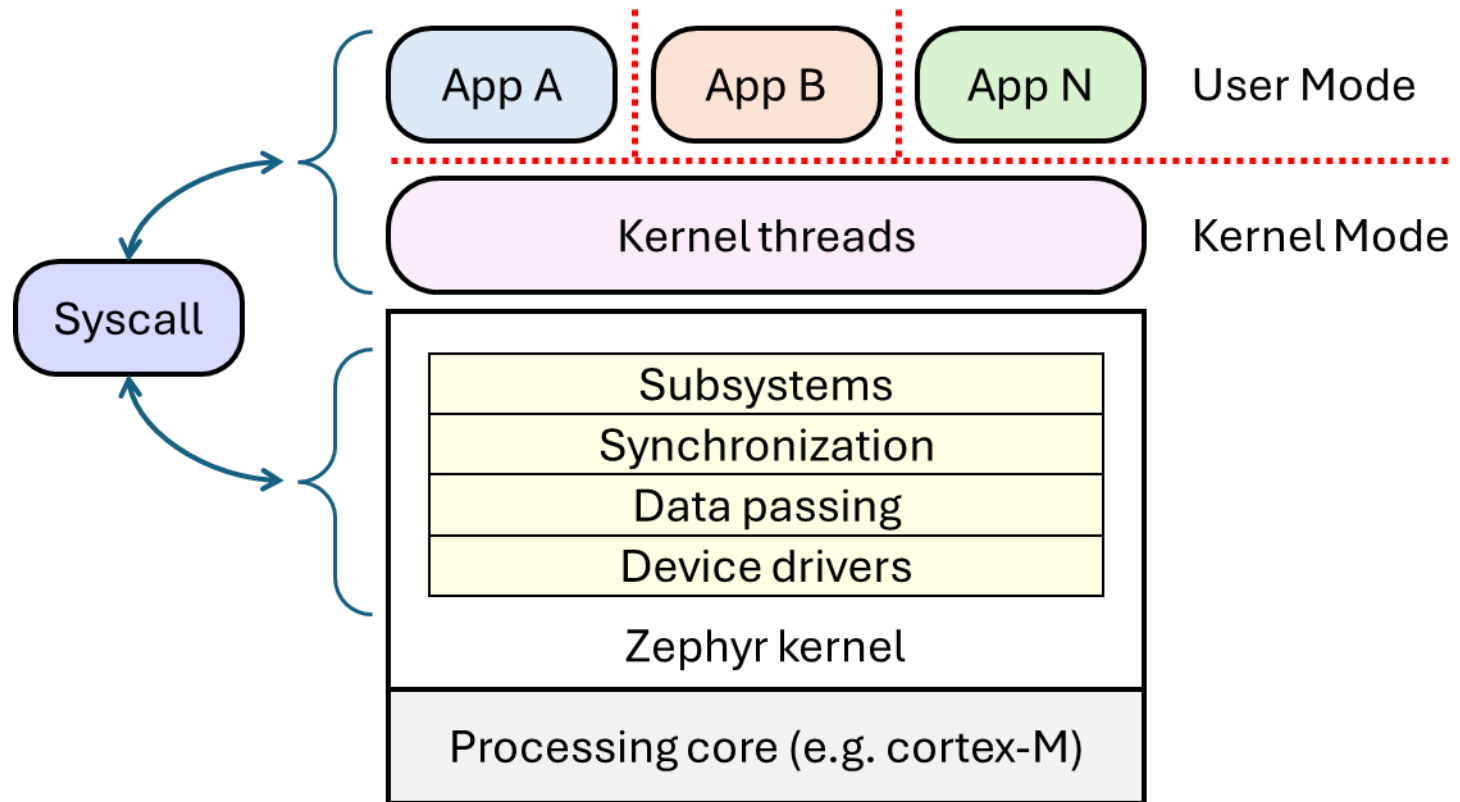 App A
App B
App N
User Mode
Kernel threads
Kernel Mode
Syscall
Subsystems
Synchronization
Data passing
Device drivers
Zephyr kernel
Processing core (e.g. cortex-M)